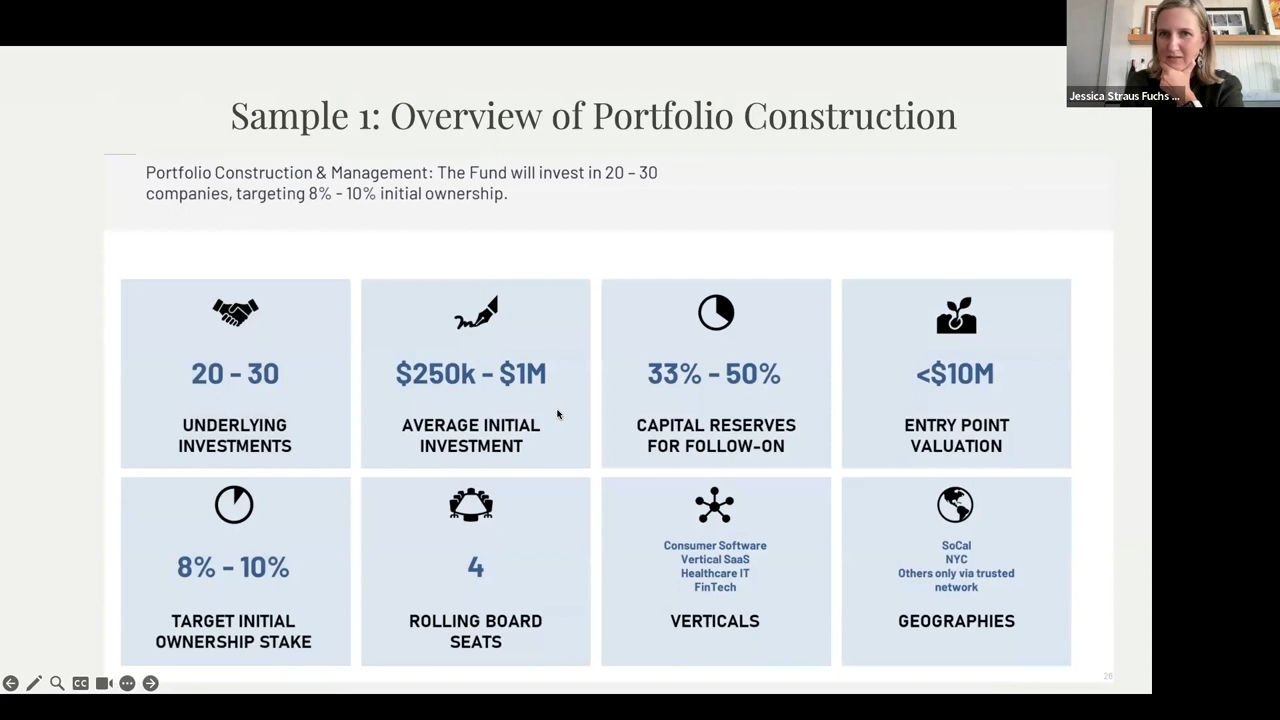 Jessica Straus Fuchs ...
Sample 1: Overview of Portfolio Construction
Portfolio Construction & Management: The Fund will invest in 20 – 30
companies, targeting 8% - 10% initial ownership.
20 - 30
UNDERLYING
INVESTMENTS
$250k - $1M
AVERAGE INITIAL
INVESTMENT
33% - 50%
CAPITAL RESERVES
FOR FOLLOW-ON
<$10M
ENTRY POINT
VALUATION
8% - 10%
TARGET INITIAL
OWNERSHIP STAKE
4
ROLLING BOARD
SEATS
Consumer Software
Vertical SaaS
Healthcare IT
FinTech
VERTICALS
SoCal
NYC
Others only via trusted
network
GEOGRAPHIES
26
CC